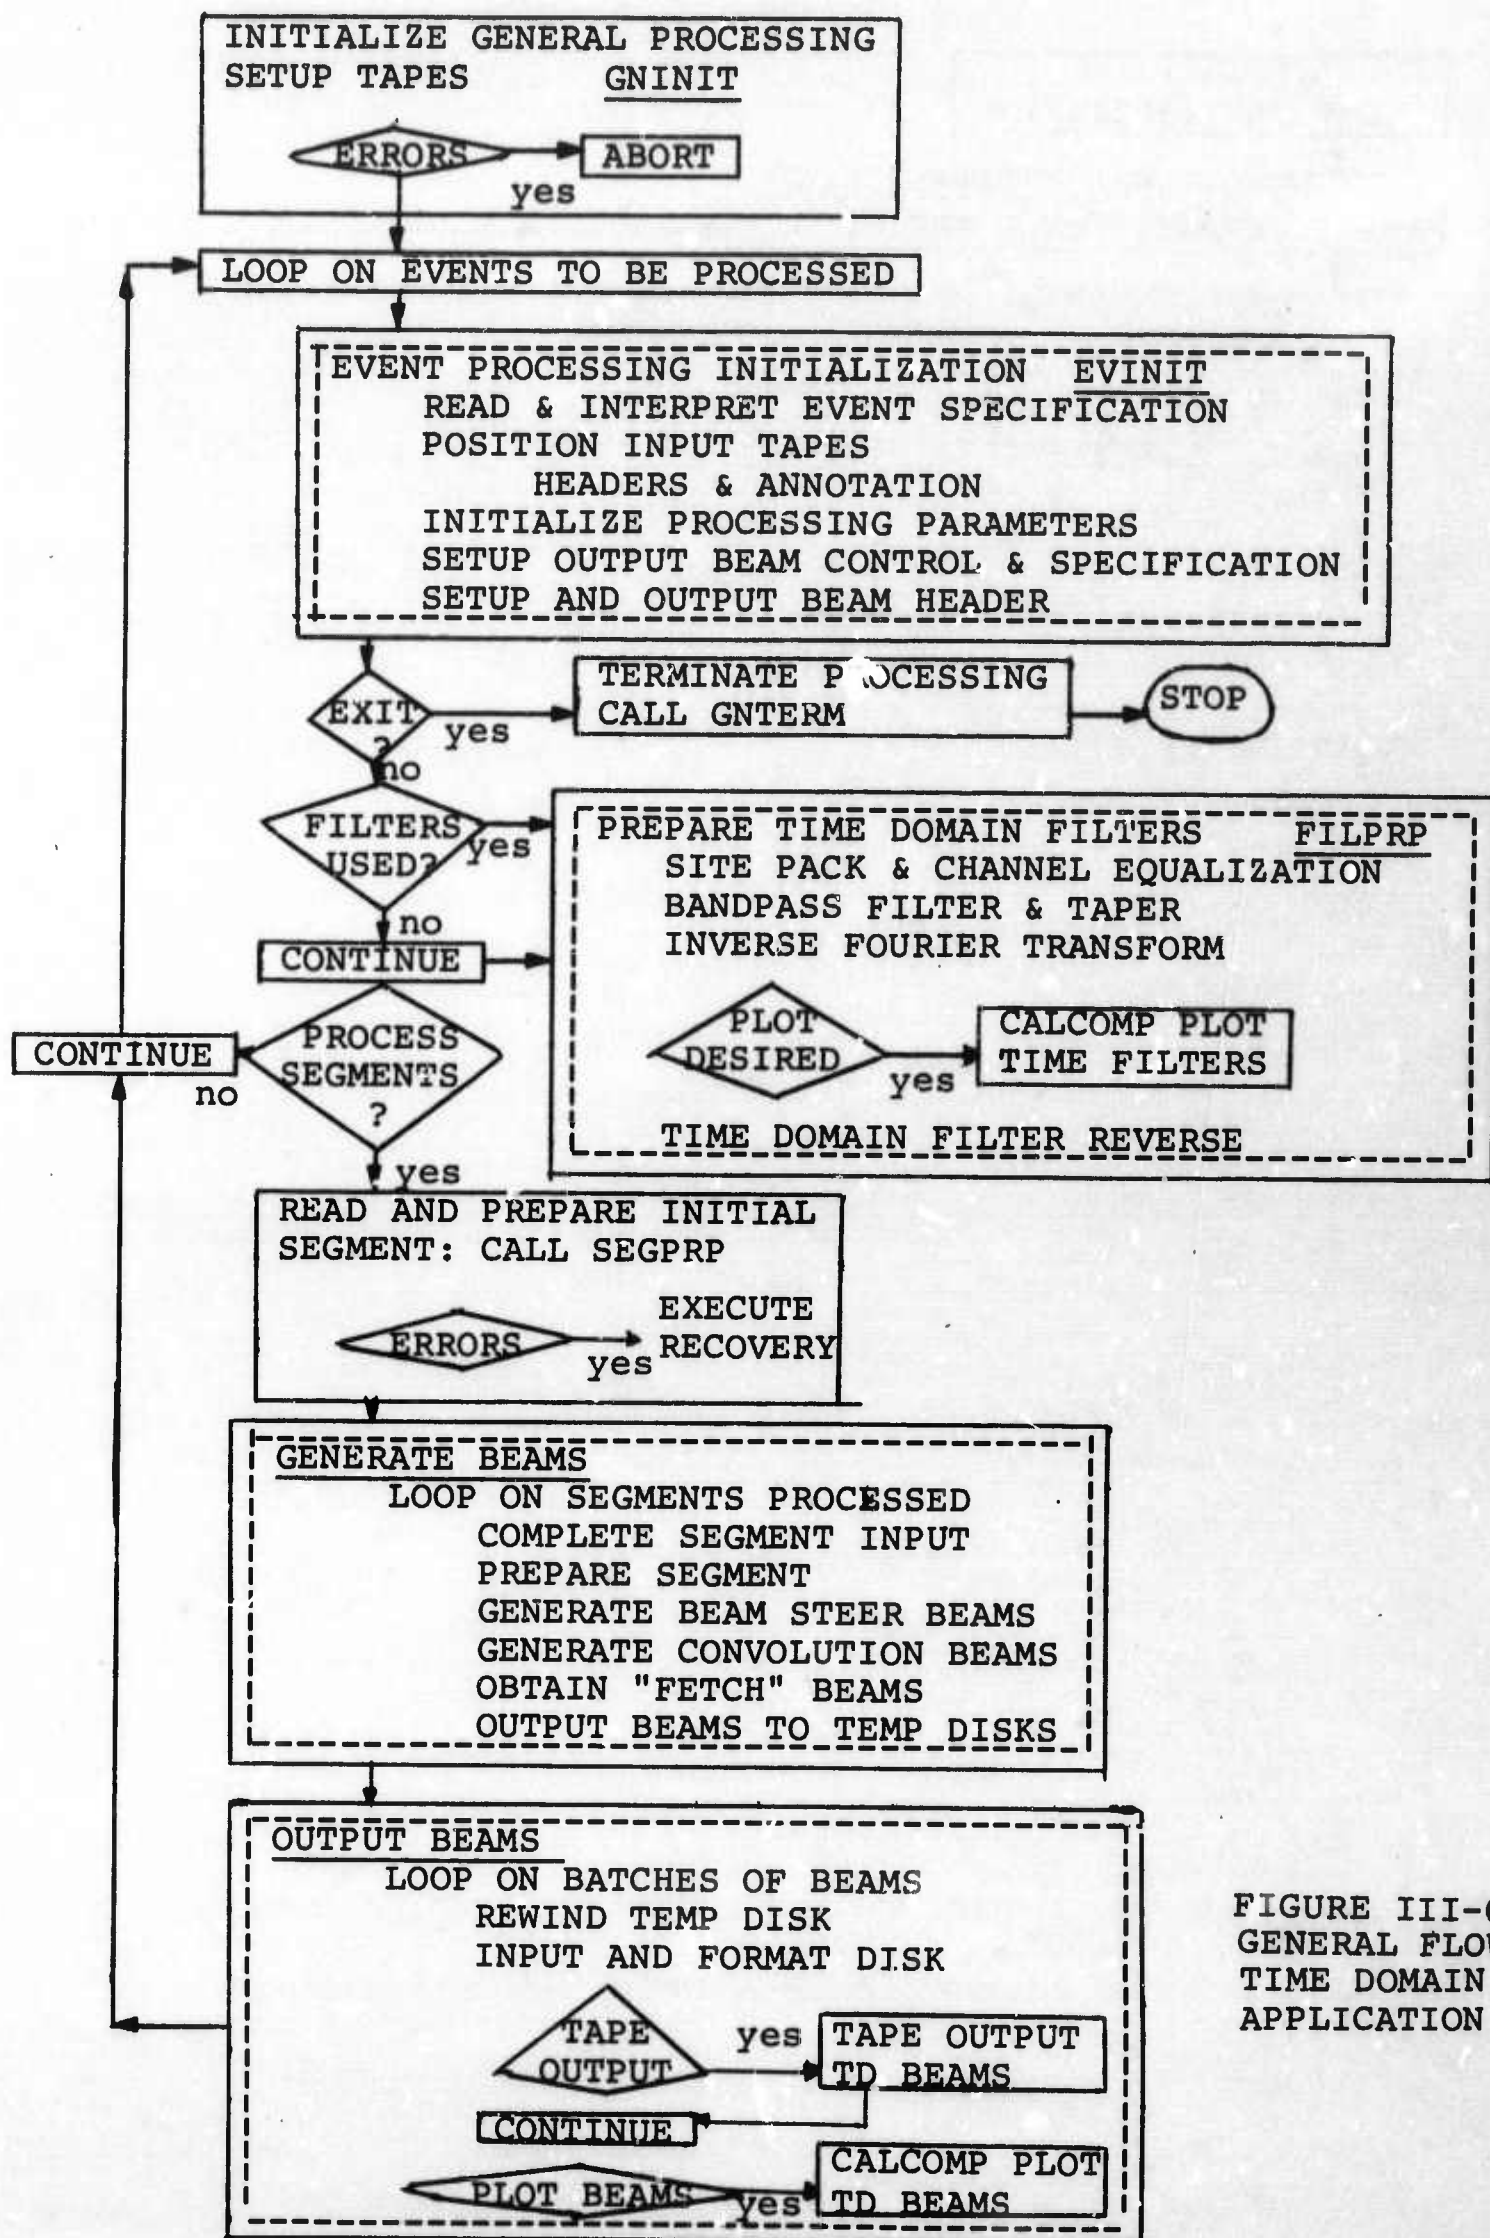 INITIALIZE GENERAL PROCESSING
SETUP TAPES GNINIT
ERRORS
ABORT
yes
LOOP ON EVENTS TO BE PROCESSED
EVENT PROCESSING INITIALIZATION EVINIT
READ & INTERPRET EVENT SPECIFICATION
POSITION INPUT TAPES
HEADERS & ANNOTATION
INITIALIZE PROCESSING PARAMETERS
SETUP OUTPUT BEAM CONTROL & SPECIFICATION
SETUP AND OUTPUT BEAM HEADER
EXIT
?
yes
no
TERMINATE P OCESSING
CALL GNTERM
STOP
FILTERS
USED?
yes
no
PREPARE TIME DOMAIN FILTERS FILPRP
SITE PACK & CHANNEL EQUALIZATION
BANDPASS FILTER & TAPER
INVERSE FOURIER TRANSFORM
PLOT
DESIRED
yes
CALCOMP PLOT
TIME FILTERS
TIME DOMAIN FILTER REVERSE
CONTINUE
PROCESS
SEGMENTS
?
CONTINUE
no
yes
READ AND PREPARE INITIAL
SEGMENT: CALL SEGPRP
ERRORS
yes
EXECUTE
RECOVERY
GENERATE BEAMS
LOOP ON SEGMENTS PROCESSED
COMPLETE SEGMENT INPUT
PREPARE SEGMENT
GENERATE BEAM STEER BEAMS
GENERATE CONVOLUTION BEAMS
OBTAIN "FETCH" BEAMS
OUTPUT BEAMS TO TEMP DISKS
OUTPUT BEAMS
LOOP ON BATCHES OF BEAMS
REWIND TEMP DISK
INPUT AND FORMAT DISK
TAPE
OUTPUT
yes
TAPE OUTPUT
TD BEAMS
CONTINUE
PLOT BEAMS
yes
CALCOMP PLOT
TD BEAMS
FIGURE III-
GENERAL FLO
TIME DOMAIN
APPLICATION